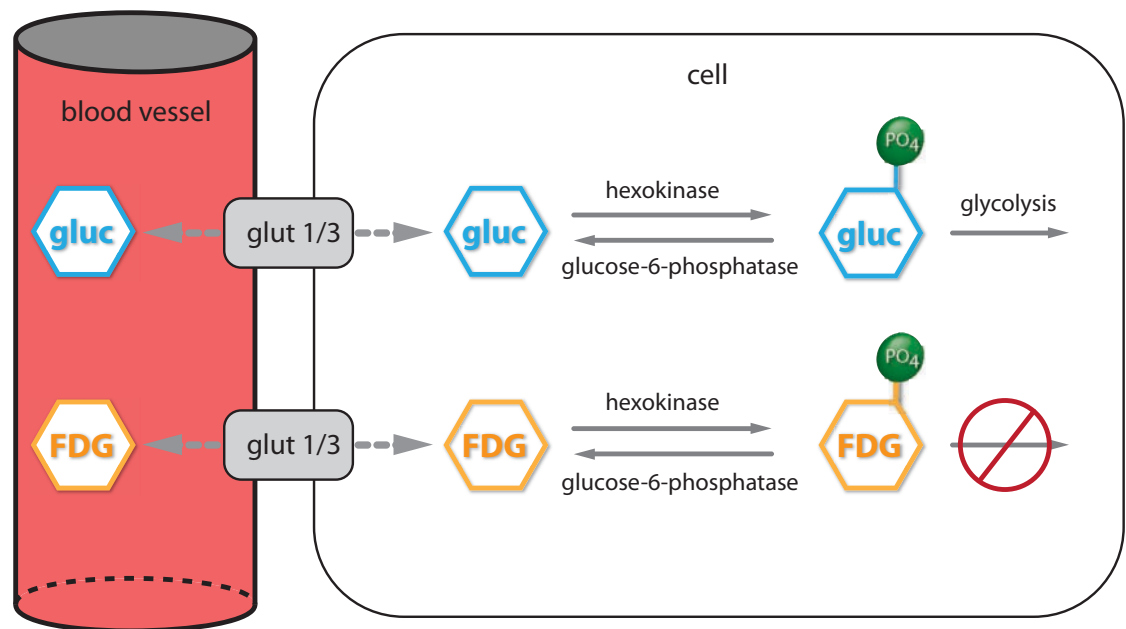 cell
blood vessel
PO4
gluc
glut 1/3
gluc
hexokinase
glucose-6-phosphatase
gluc
glycolysis
PO4
FDG
glut 1/3
FDG
hexokinase
glucose-6-phosphatase
FDG